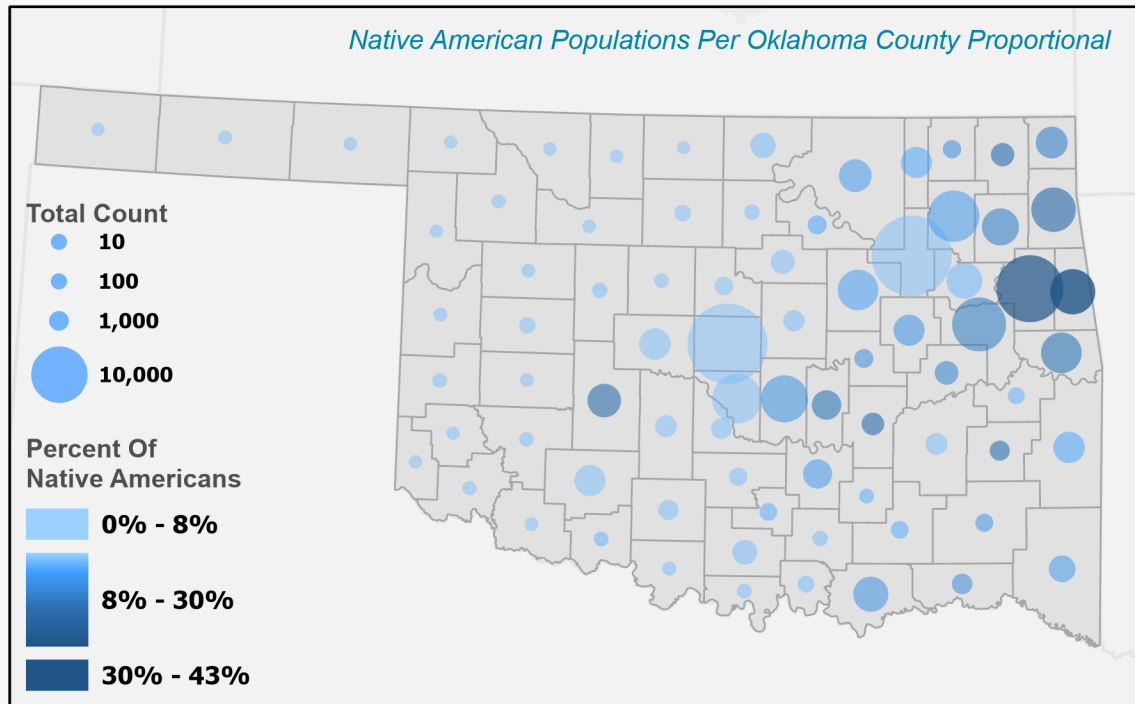 Native American Populations Per Oklahoma County Proportional
Total Count
10
100
1,000
10,000
Percent Of
Native Americans
0% - 8%
8% - 30%
30% - 43%